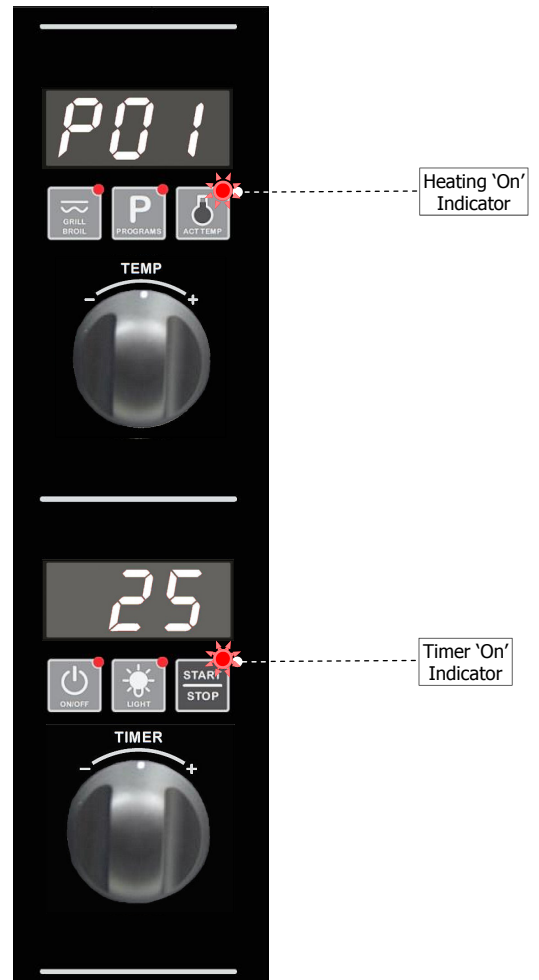 P01
GRILL
BROIL
P
PROGRAMS
ACT TEMP
Heating ‘On’
Indicator
TEMP
– +
25
ON/OFF
LIGHT
START
STOP
Timer ‘On’
Indicator
TIMER
– +